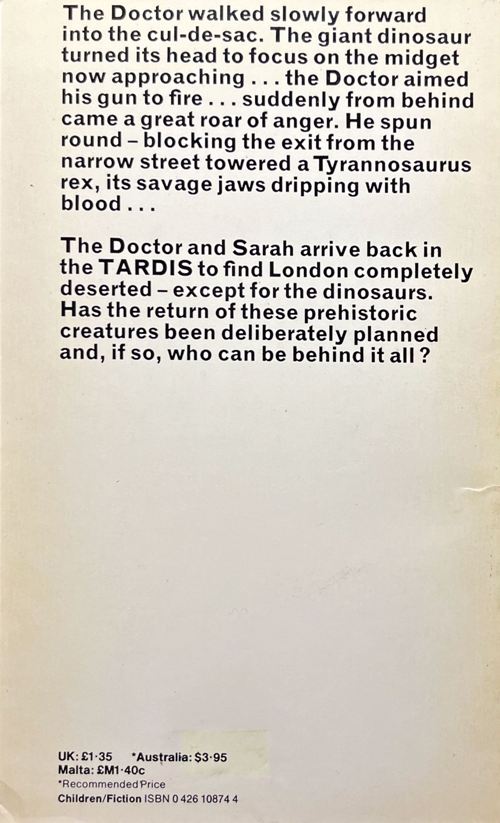 The Doctor walked slowly forward
into the cul-de-sac. The giant dinosaur
turned its head to focus on the midget
now approaching . . . the Doctor aimed
his gun to fire . . . suddenly from behind
came a great roar of anger. He spun
round – blocking the exit from the
narrow street towered a Tyrannosaurus
rex, its savage jaws dripping with
blood . . .
The Doctor and Sarah arrive back in
the TARDIS to find London completely
deserted – except for the dinosaurs.
Has the return of these prehistoric
creatures been deliberately planned
and, if so, who can be behind it all ?
UK: £1·35 *Australia: $3·95
Malta: £M1·40c
*Recommended Price
Children/Fiction ISBN 0 426 10874 4